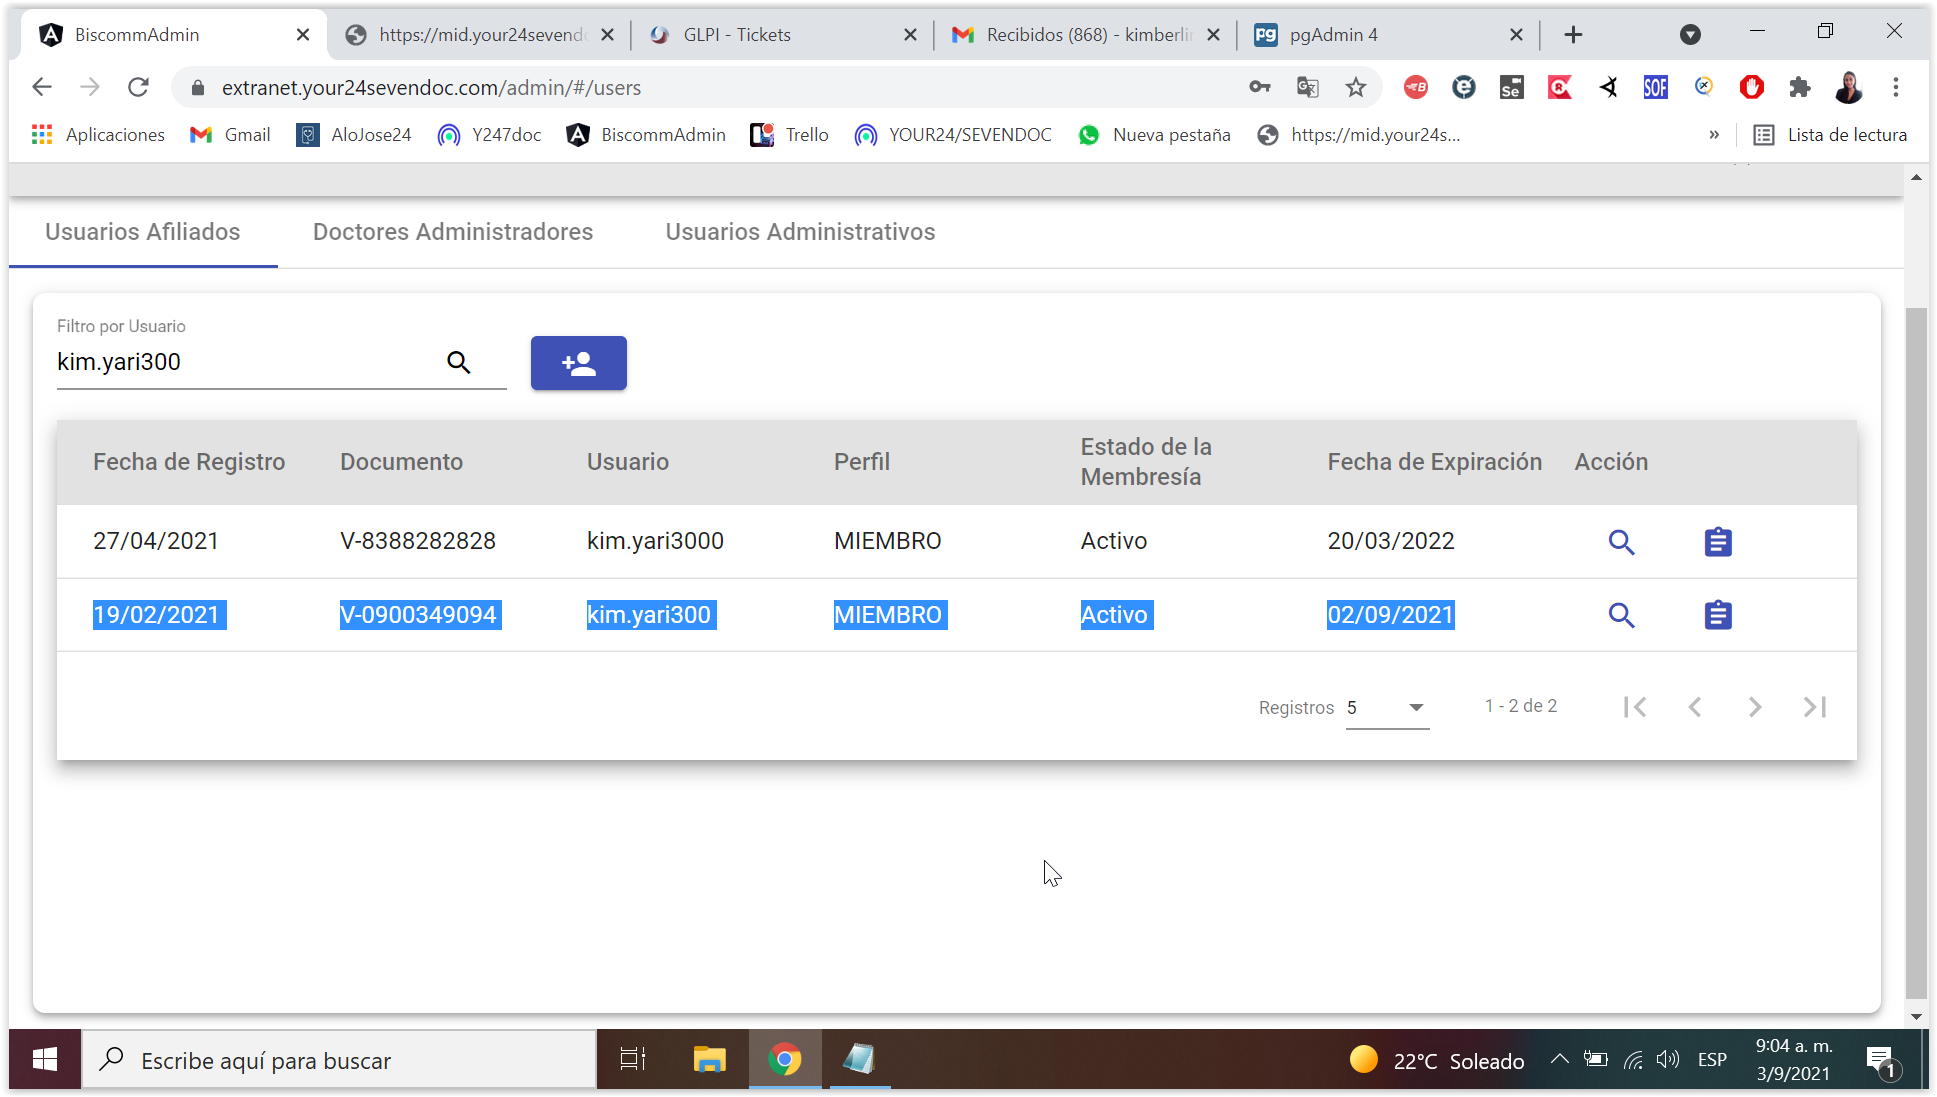 BiscommAdmin
https://mid.your24sevendo
GLPI - Tickets
Recibidos (868) - kimberlin
pgAdmin 4
extranet.your24sevendoc.com/admin/#/users
Aplicaciones
Gmail
AloJose24
Y247doc
BiscommAdmin
Trello
YOUR24/SEVENDOC
Nueva pestaña
https://mid.your24s...
»
Lista de lectura
Usuarios Afiliados
Doctores Administradores
Usuarios Administrativos
Filtro por Usuario
kim.yari300
Fecha de Registro Documento Usuario Perfil Estado de la Membresía Fecha de Expiración Acción
27/04/2021 V-8388282828 kim.yari3000 MIEMBRO Activo 20/03/2022
19/02/2021 V-0900349094 kim.yari300 MIEMBRO Activo 02/09/2021
Registros 5 1 - 2 de 2
Escribe aquí para buscar
22°C Soleado
ESP
9:04 a. m.
3/9/2021
1